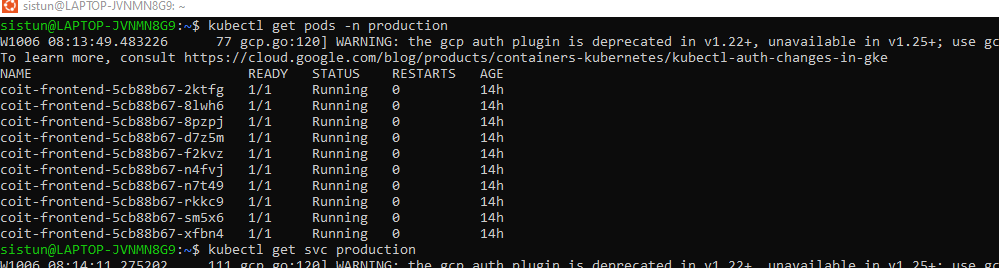 sistun@LAPTOP-JVNMN8G9: ~
sistun@LAPTOP-JVNMN8G9:~$ kubectl get pods -n production
W1006 08:13:49.483226      77 gcp.go:120] WARNING: the gcp auth plugin is deprecated in v1.22+, unavailable in v1.25+; use gc
To learn more, consult https://cloud.google.com/blog/products/containers-kubernetes/kubectl-auth-changes-in-gke
NAME                            READY   STATUS    RESTARTS   AGE
coit-frontend-5cb88b67-2ktfg   1/1     Running   0          14h
coit-frontend-5cb88b67-8lwh6   1/1     Running   0          14h
coit-frontend-5cb88b67-8pzpj   1/1     Running   0          14h
coit-frontend-5cb88b67-d7z5m   1/1     Running   0          14h
coit-frontend-5cb88b67-f2kvz   1/1     Running   0          14h
coit-frontend-5cb88b67-n4fvj   1/1     Running   0          14h
coit-frontend-5cb88b67-n7t49   1/1     Running   0          14h
coit-frontend-5cb88b67-rkkc9   1/1     Running   0          14h
coit-frontend-5cb88b67-sm5x6   1/1     Running   0          14h
coit-frontend-5cb88b67-xfbn4   1/1     Running   0          14h
sistun@LAPTOP-JVNMN8G9:~$ kubectl get svc production
W1006 08:14:11.275202     111 gcp.go:120] WARNING: the gcp auth plugin is deprecated in v1.22+, unavailable in v1.25+; use gc